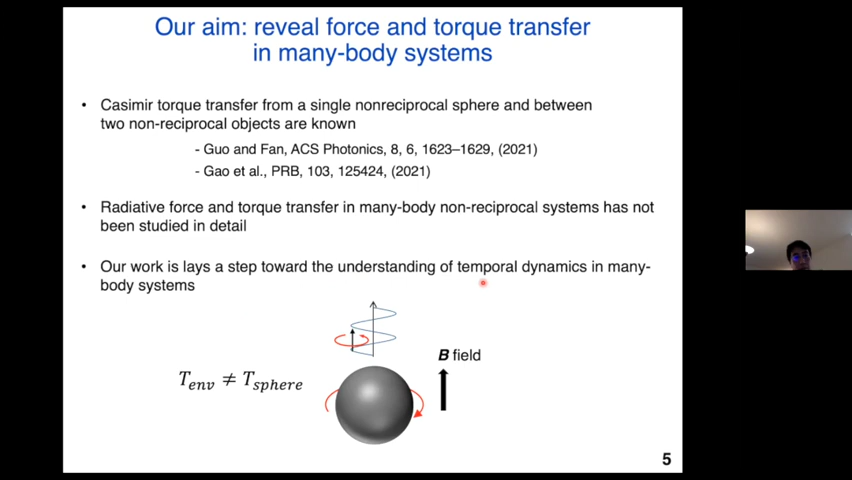 Our aim: reveal force and torque transfer
in many-body systems
• Casimir torque transfer from a single nonreciprocal sphere and between
two non-reciprocal objects are known
- Guo and Fan, ACS Photonics, 8, 6, 1623–1629, (2021)
- Gao et al., PRB, 103, 125424, (2021)
• Radiative force and torque transfer in many-body non-reciprocal systems has not
been studied in detail
• Our work is lays a step toward the understanding of temporal dynamics in many-
body systems
B field
T_env ≠ T_sphere
5